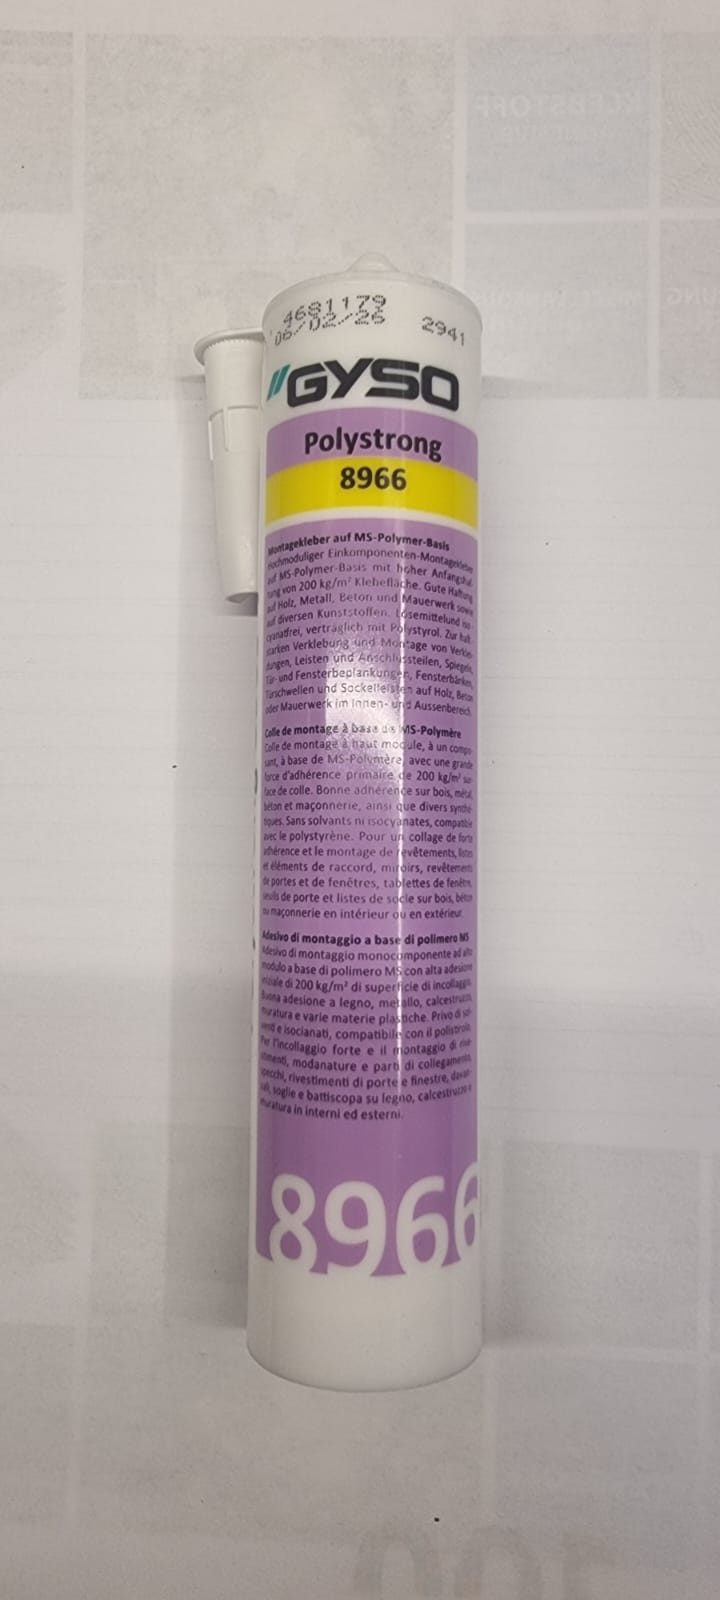 4681179
06/02/26 2941
GYSO
Polystrong
8966
Montagekleber auf MS-Polymer-Basis
Hochmoduliger Einkomponenten-Montagekleber
auf MS-Polymer-Basis mit hoher Anfangshaf-
tung von 200 kg/m² Klebefläche. Gute Haftung
auf Holz, Metall, Beton und Mauerwerk sowie
auf diversen Kunststoffen. Lösemittelund iso-
cyanatfrei, verträglich mit Polystyrol. Zur haft-
starken Verklebung und Montage von Verklei-
dungen, Leisten und Anschlussteilen, Spiegeln,
Tür- und Fensterbeplankungen, Fensterbänken,
Türschwellen und Sockelleisten auf Holz, Beton
oder Mauerwerk im Innen- und Aussenbereich.
Colle de montage à base de MS-Polymère
Colle de montage à haut module, à un compo-
sant, à base de MS-Polymère, avec une grande
force d'adhérence primaire de 200 kg/m² sur-
face de colle. Bonne adhérence sur bois, métal,
béton et maçonnerie, ainsi que divers synthé-
tiques. Sans solvants ni isocyanates, compatible
avec le polystyrène. Pour un collage de forte
adhérence et le montage de revêtements, listes
et éléments de raccord, miroirs, revêtements
de portes et de fenêtres, tablettes de fenêtre,
seuils de porte et listes de socle sur bois, béton
ou maçonnerie en intérieur ou en extérieur.
Adesivo di montaggio a base di polimero MS
Adesivo di montaggio monocomponente ad alto
modulo a base di polimero MS con alta adesione
iniziale di 200 kg/m² di superficie di incollaggio.
Buona adesione a legno, metallo, calcestruzzo,
muratura e varie materie plastiche. Privo di sol-
venti e isocianati, compatibile con il polistirolo.
Per l'incollaggio forte e il montaggio di rive-
stimenti, modanature e parti di collegamento,
specchi, rivestimenti di porte e finestre, davan-
zali, soglie e battiscopa su legno, calcestruzzo e
muratura in interni ed esterni.
8966